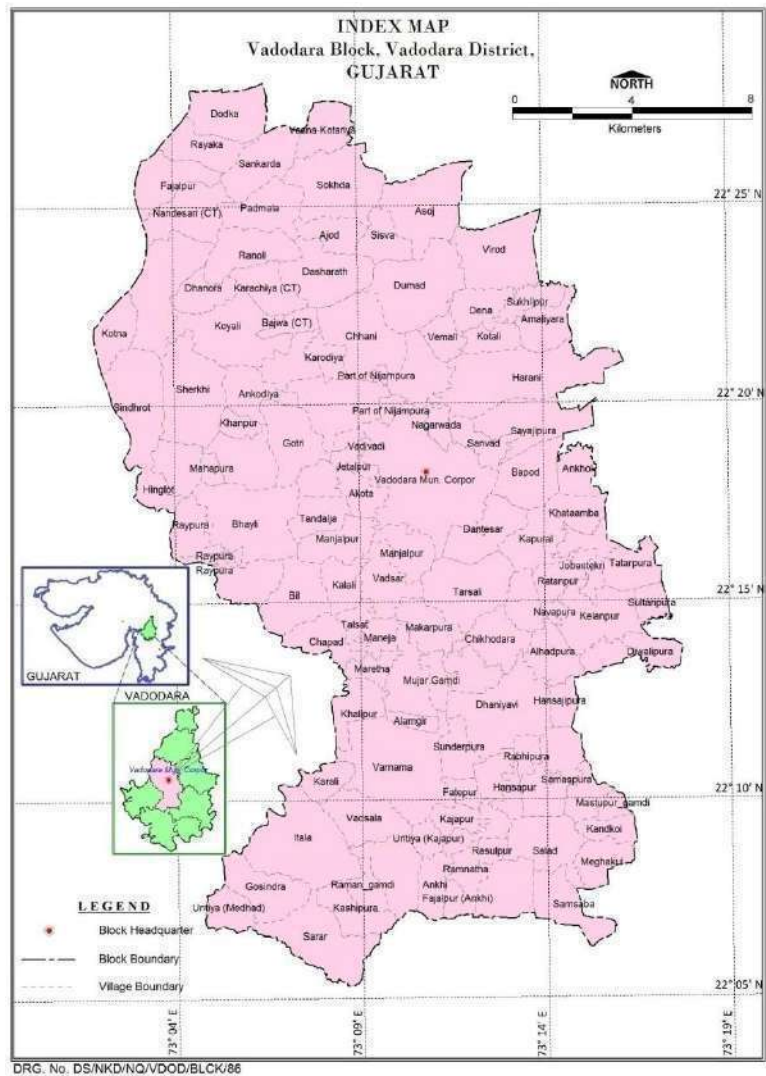 INDEX MAP
Vadodara Block, Vadodara District,
GUJARAT
NORTH
0 4 8
Kilometers
Dodka
Rayaka
Sankarda
Fajalpur
Sokhda
Nandesari (CT)
Padmala
Asoj
22° 25' N
Ajod
Sisva
Virod
Ranoli
Dasharath
Dhanora
Karachiya (CT)
Dumad
Dena
Sukhlipur
Amaliyara
Kotna
Koyali
Bajwa (CT)
Chhani
Vemali
Kotali
Karodiya
Part of Nijampura
Harani
Sherkhi
Ankodiya
22° 20' N
Sindhrot
Part of Nijampura
Khanpur
Nagarwada
Gotri
Vadivadi
Sanvad
Sayajipura
Mahapura
Jetalpur
Vadodara Mun. Corpor
Bapod
Ankhol
Hinglot
Akota
Raypura
Bhayli
Tandalja
Khataamba
Manjalpur
Dantesar
Kapurai
Raypura
Raypura
Manjalpur
Jobantekri
Tatarpura
Bil
Kalali
Vadsar
Tarsali
Ratanpur
22° 15' N
Sultanpura
Navapura
Kelanpur
Talsat
Makarpura
Chapad
Maneja
Chikhodara
Alhadpura
Diwalipura
Maretha
Mujar Gamdi
GUJARAT
VADODARA
Khalipur
Alamgir
Dhaniyavi
Hansajipura
Vadodara Mun. Corpor
Sunderpura
Rabhipura
Karali
Varnama
Samaspura
Fatepur
Hansapur
22° 10' N
Mastupur_gamdi
Itala
Vadsala
Kajapur
Kandkoi
Untiya (Kajapur)
Rasulpur
Salad
Meghakui
Ramnatha
Gosindra
Raman_gamdi
Ankhi
Fajalpur (Ankhi)
Untiya (Medhad)
Kashipura
Samsaba
Sarar
LEGEND
Block Headquarter
Block Boundary
Village Boundary
22° 05' N
73° 04' E
73° 09' E
73° 14' E
73° 19' E
DRG. No. DS/NKD/NQ/VDOD/BLCK/86